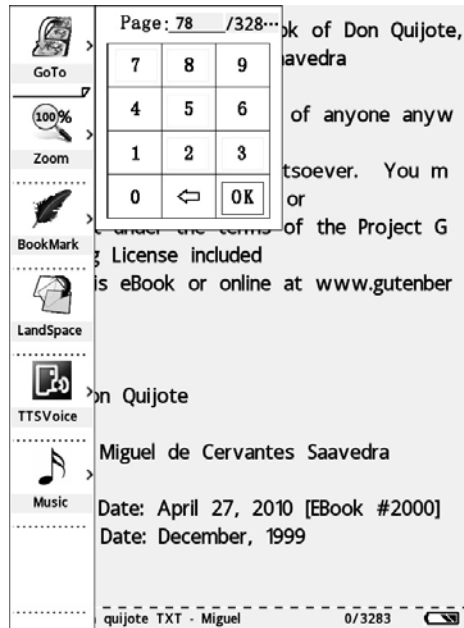 GoTo
100%
Zoom
BookMark
LandSpace
TTSVoice
Music
Page: 78 /328...
7 8 9
4 5 6
1 2 3
0 OK
ok of Don Quijote,
avedra
of anyone anyw
tsoever. You m
or
under the terms of the Project G
License included
is eBook or online at www.gutenber
on Quijote
Miguel de Cervantes Saavedra
Date: April 27, 2010 [EBook #2000]
Date: December, 1999
quijote TXT - Miguel 0/3283